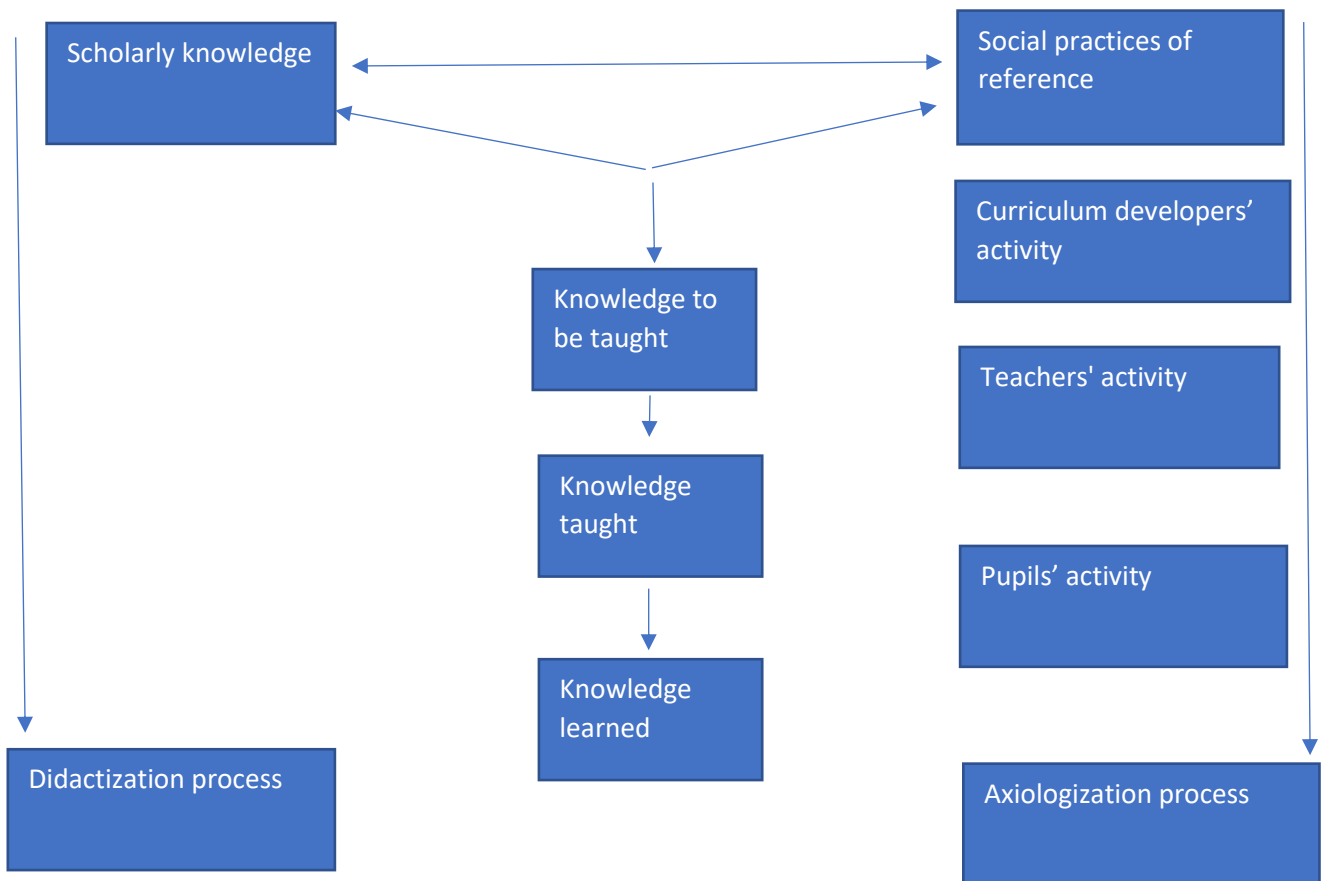 Scholarly knowledge
Social practices of
reference
Curriculum developers’
activity
Knowledge to
be taught
Teachers' activity
Knowledge
taught
Pupils’ activity
Knowledge
learned
Didactization process
Axiologization process